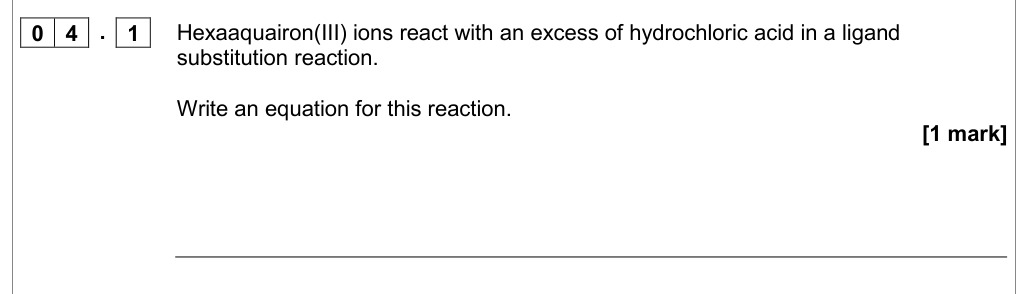 0 4 . 1 Hexaaquairon(III) ions react with an excess of hydrochloric acid in a ligand
substitution reaction.
Write an equation for this reaction.
[1 mark]